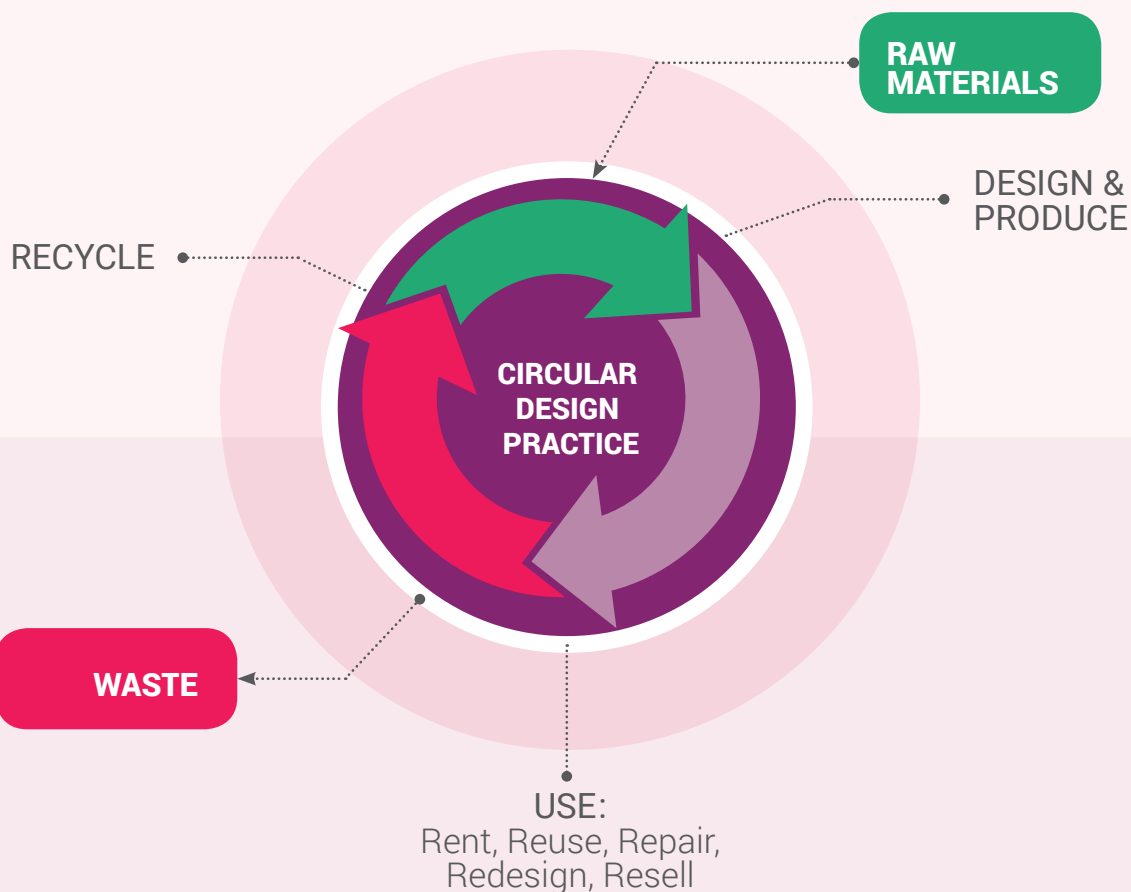 RAW
MATERIALS
DESIGN &
PRODUCE
RECYCLE
CIRCULAR
DESIGN
PRACTICE
WASTE
USE:
Rent, Reuse, Repair,
Redesign, Resell